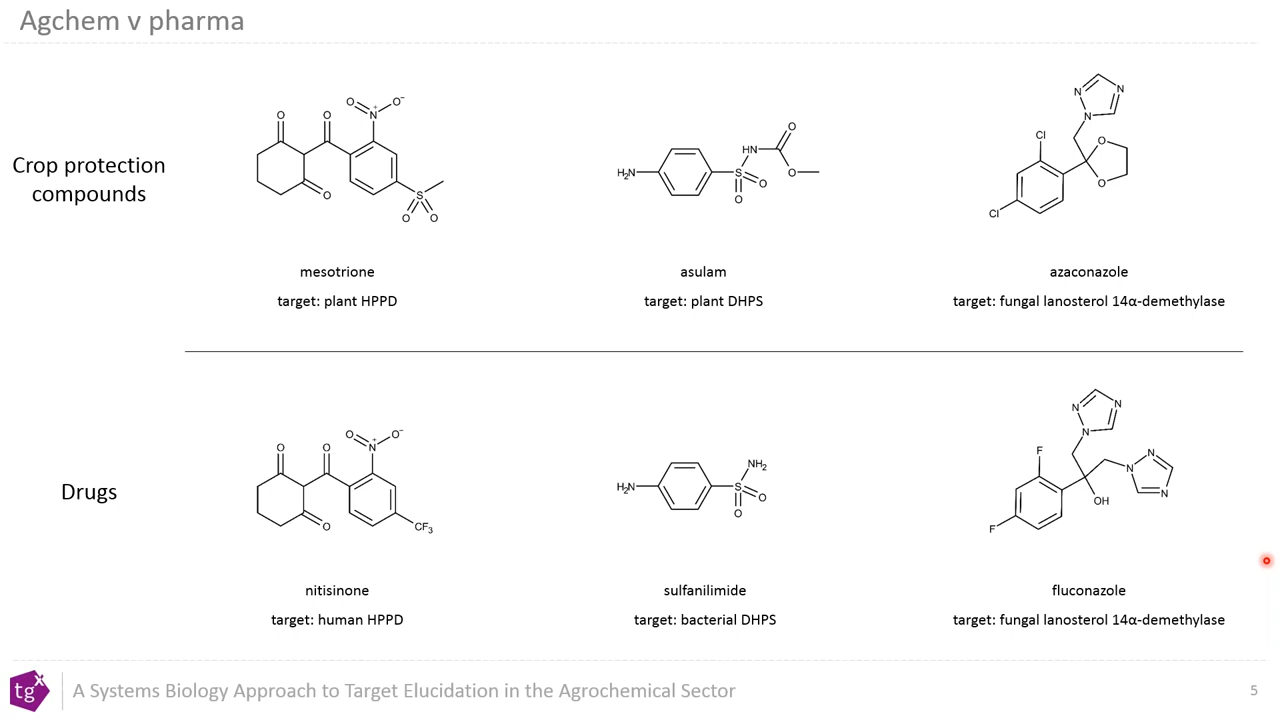 Agchem v pharma
Crop protection
compounds
O
O
O
N+
O-
O
S
O
O
mesotrione
target: plant HPPD
H2N
S
O
O
HN
O
O
asulam
target: plant DHPS
N
N
N
Cl
Cl
O
O
azaconazole
target: fungal lanosterol 14α-demethylase
Drugs
O
O
O
N+
O-
O
CF3
nitisinone
target: human HPPD
H2N
S
NH2
O
O
sulfanilimide
target: bacterial DHPS
N
N
N
F
F
OH
N
N
N
fluconazole
target: fungal lanosterol 14α-demethylase
tgx
A Systems Biology Approach to Target Elucidation in the Agrochemical Sector
5